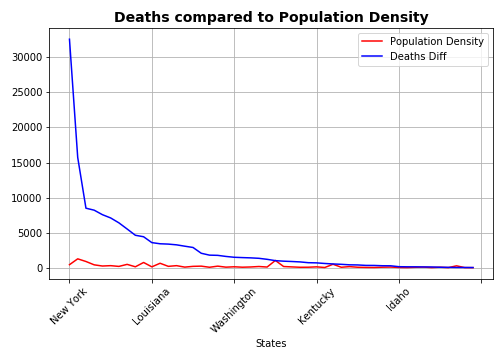 Deaths compared to Population Density
Population Density
Deaths Diff
30000
25000
20000
15000
10000
5000
0
New York
Louisiana
Washington
Kentucky
Idaho
States